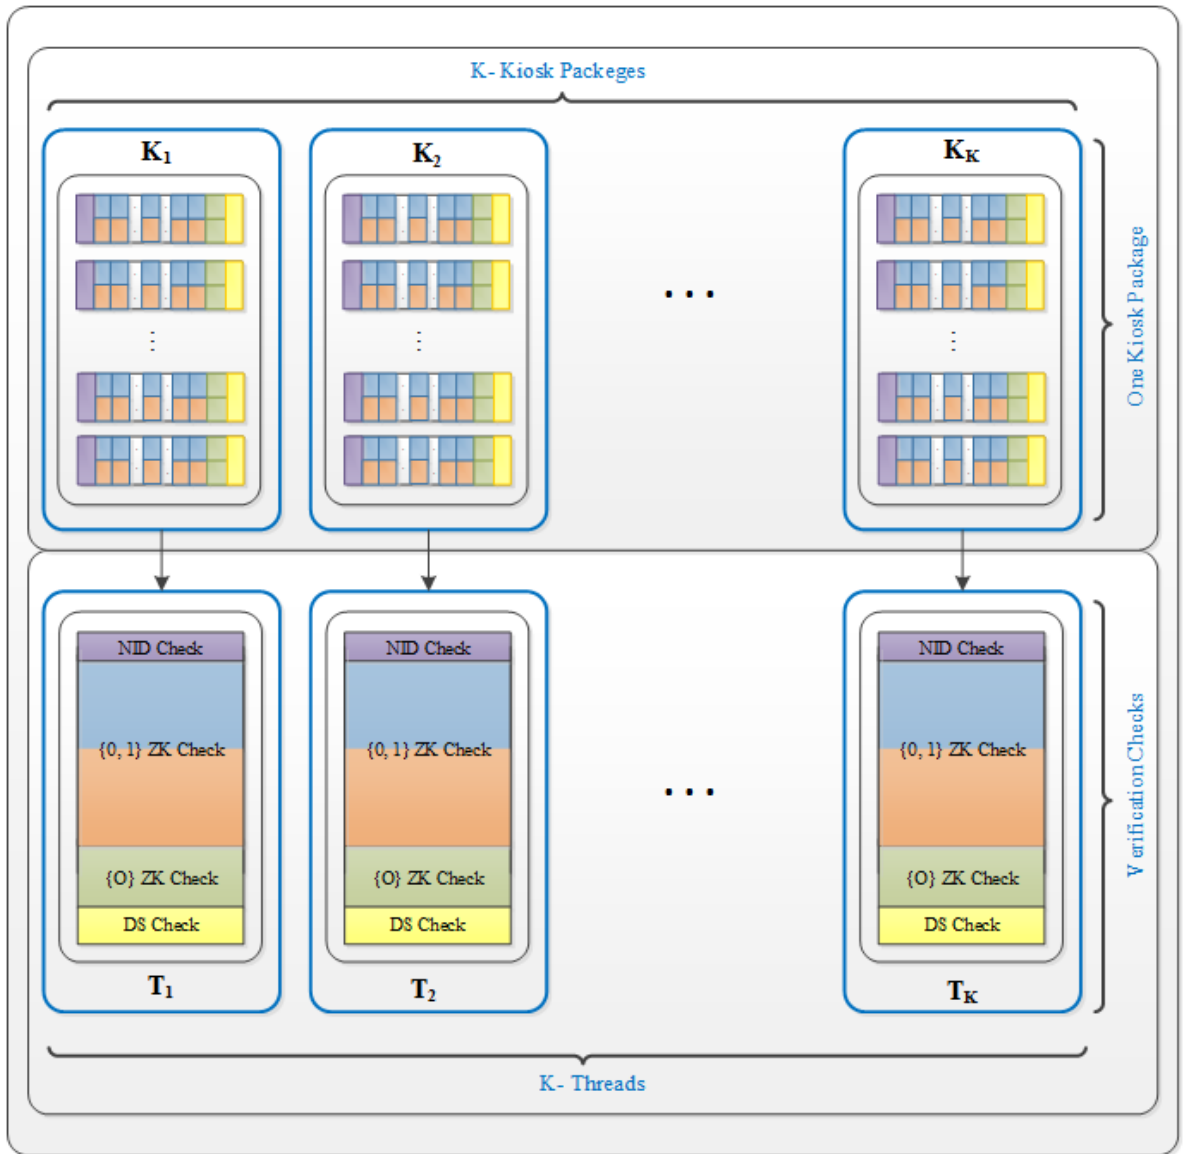 K- Kiosk Packeges
K1
K2
KK
...
One Kiosk Package
NID Check
NID Check
NID Check
{0, 1} ZK Check
{0, 1} ZK Check
{0, 1} ZK Check
...
{O} ZK Check
{O} ZK Check
{O} ZK Check
DS Check
DS Check
DS Check
Verification Checks
T1
T2
TK
K- Threads